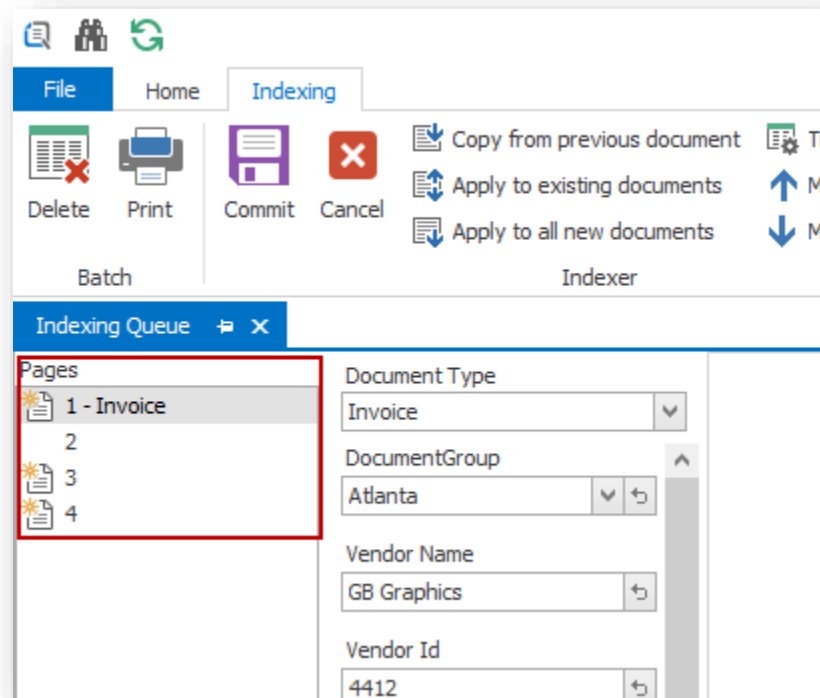 File Home Indexing
Copy from previous document
Apply to existing documents
Apply to all new documents
Delete Print Commit Cancel
Batch Indexer
Indexing Queue
Pages
1 - Invoice
2
3
4
Document Type
Invoice
DocumentGroup
Atlanta
Vendor Name
GB Graphics
Vendor Id
4412